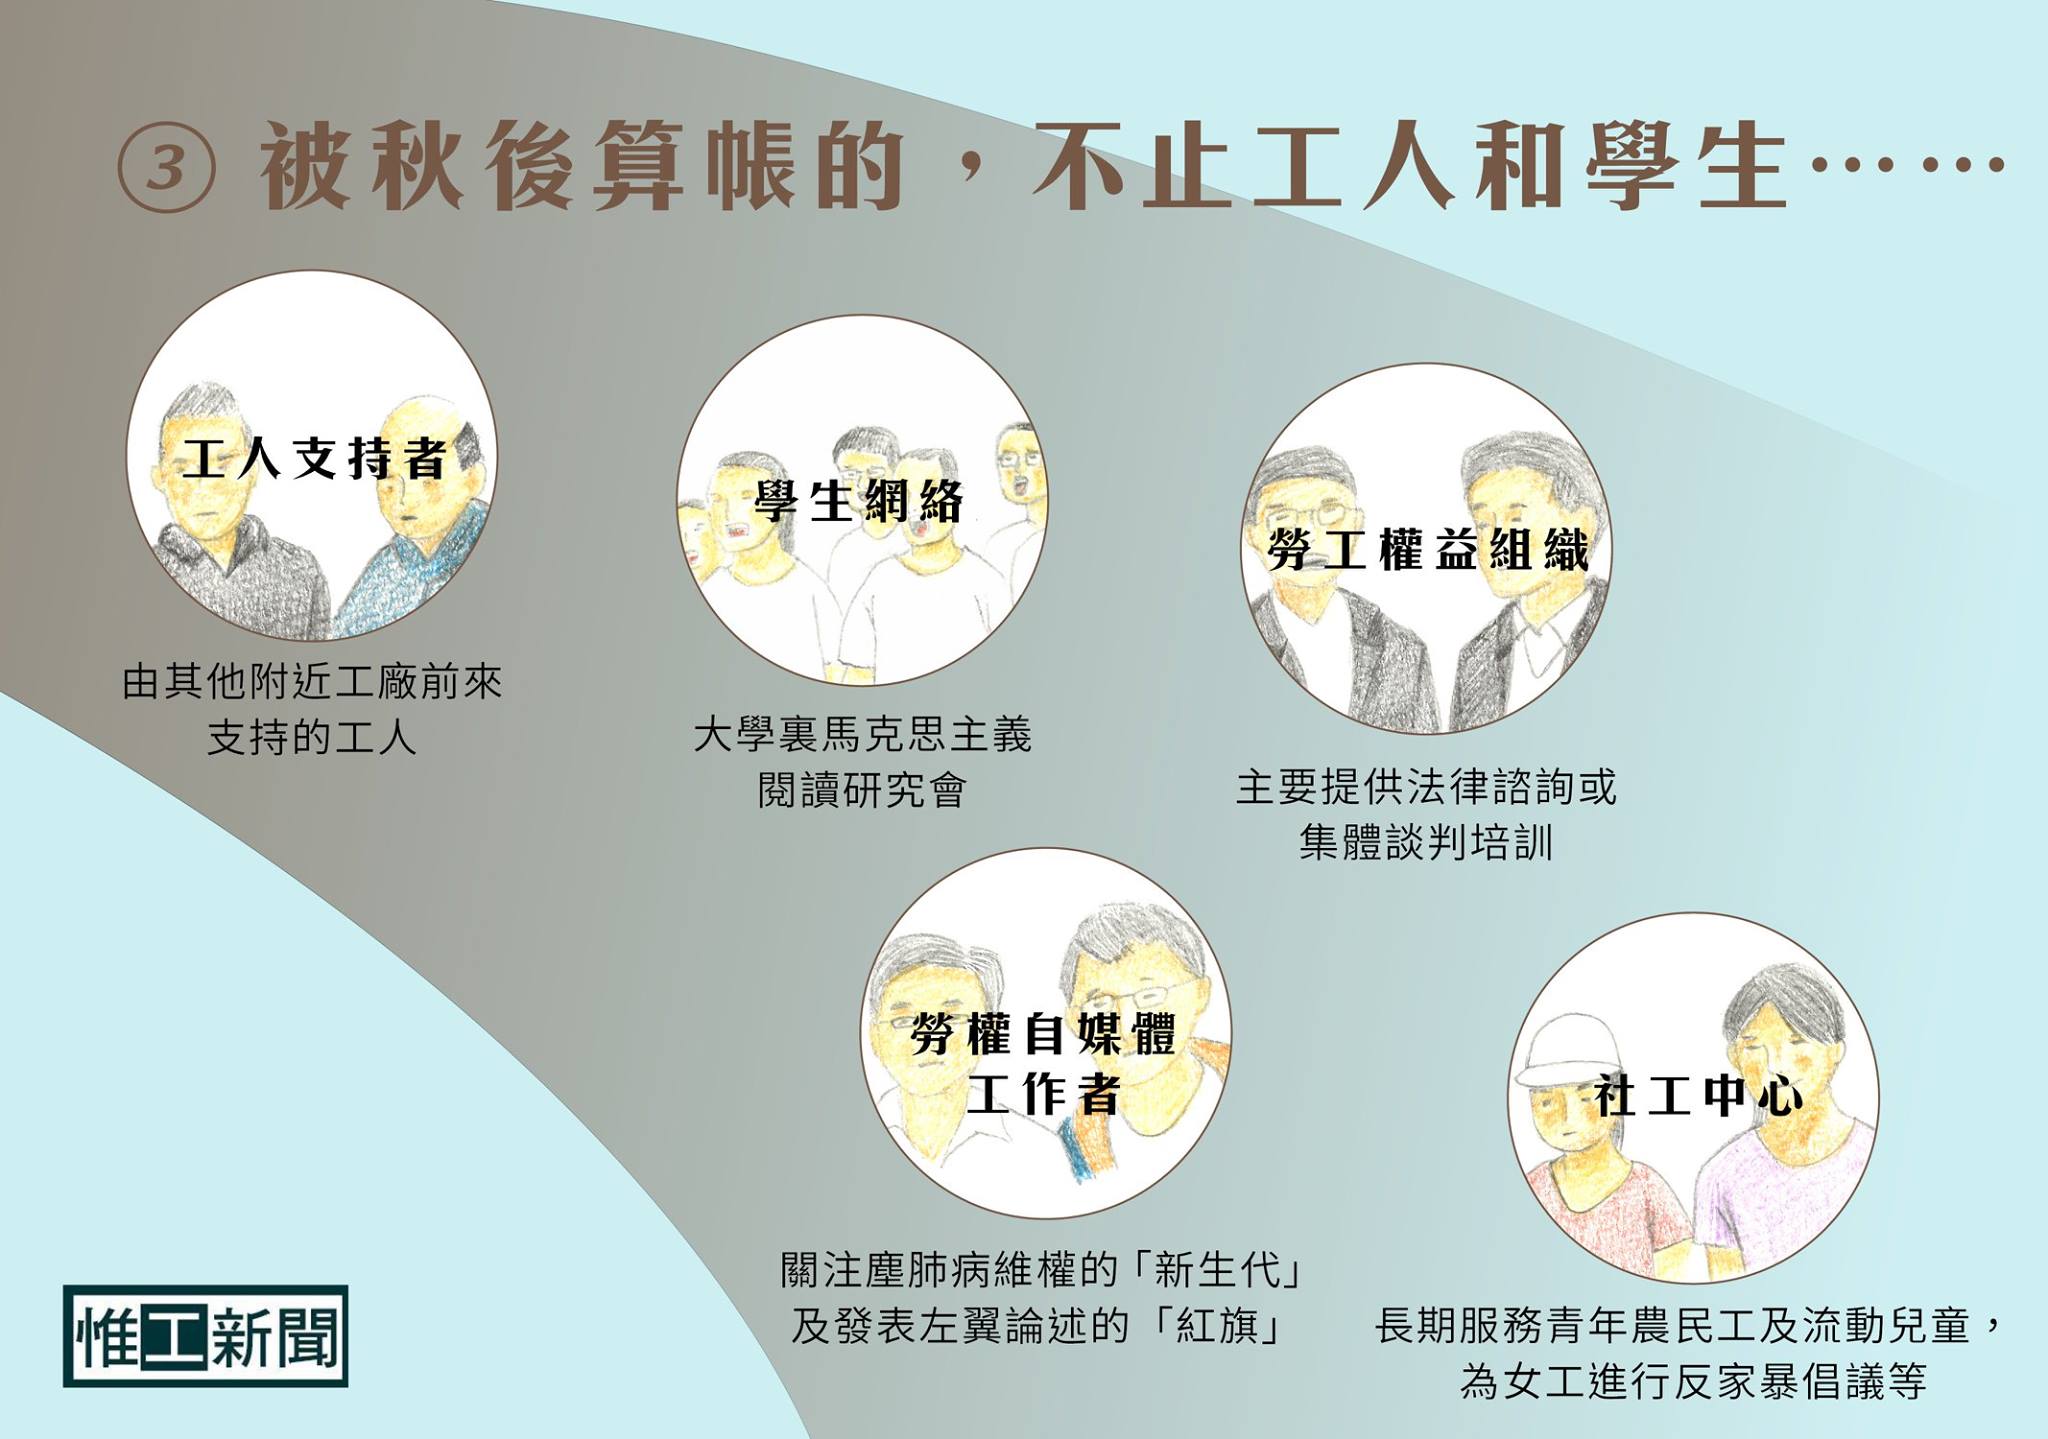 ③ 被秋後算帳的，不止工人和學生⋯⋯
工人支持者
由其他附近工廠前來
支持的工人
學生網絡
大學裏馬克思主義
閱讀研究會
勞工權益組織
主要提供法律諮詢或
集體談判培訓
勞權自媒體
工作者
關注塵肺病維權的「新生代」
及發表左翼論述的「紅旗」
社工中心
長期服務青年農民工及流動兒童，
為女工進行反家暴倡議等
惟工新聞